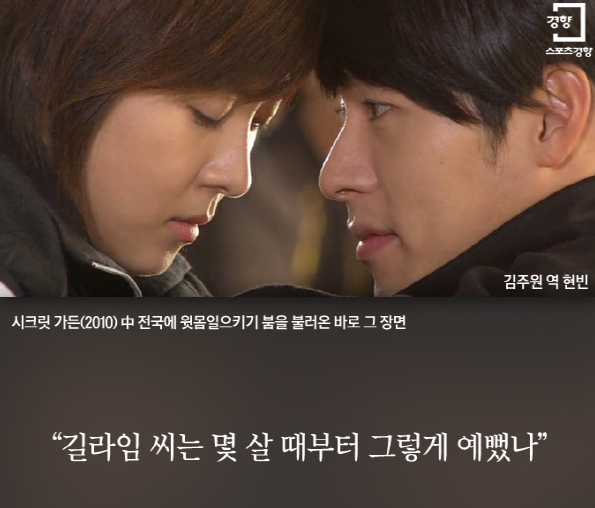 경향
스포츠경향
김주원 역 현빈
시크릿 가든(2010) 中 전국에 윗몸일으키기 붐을 불러온 바로 그 장면
“길라임 씨는 몇 살 때부터 그렇게 예뻤나”